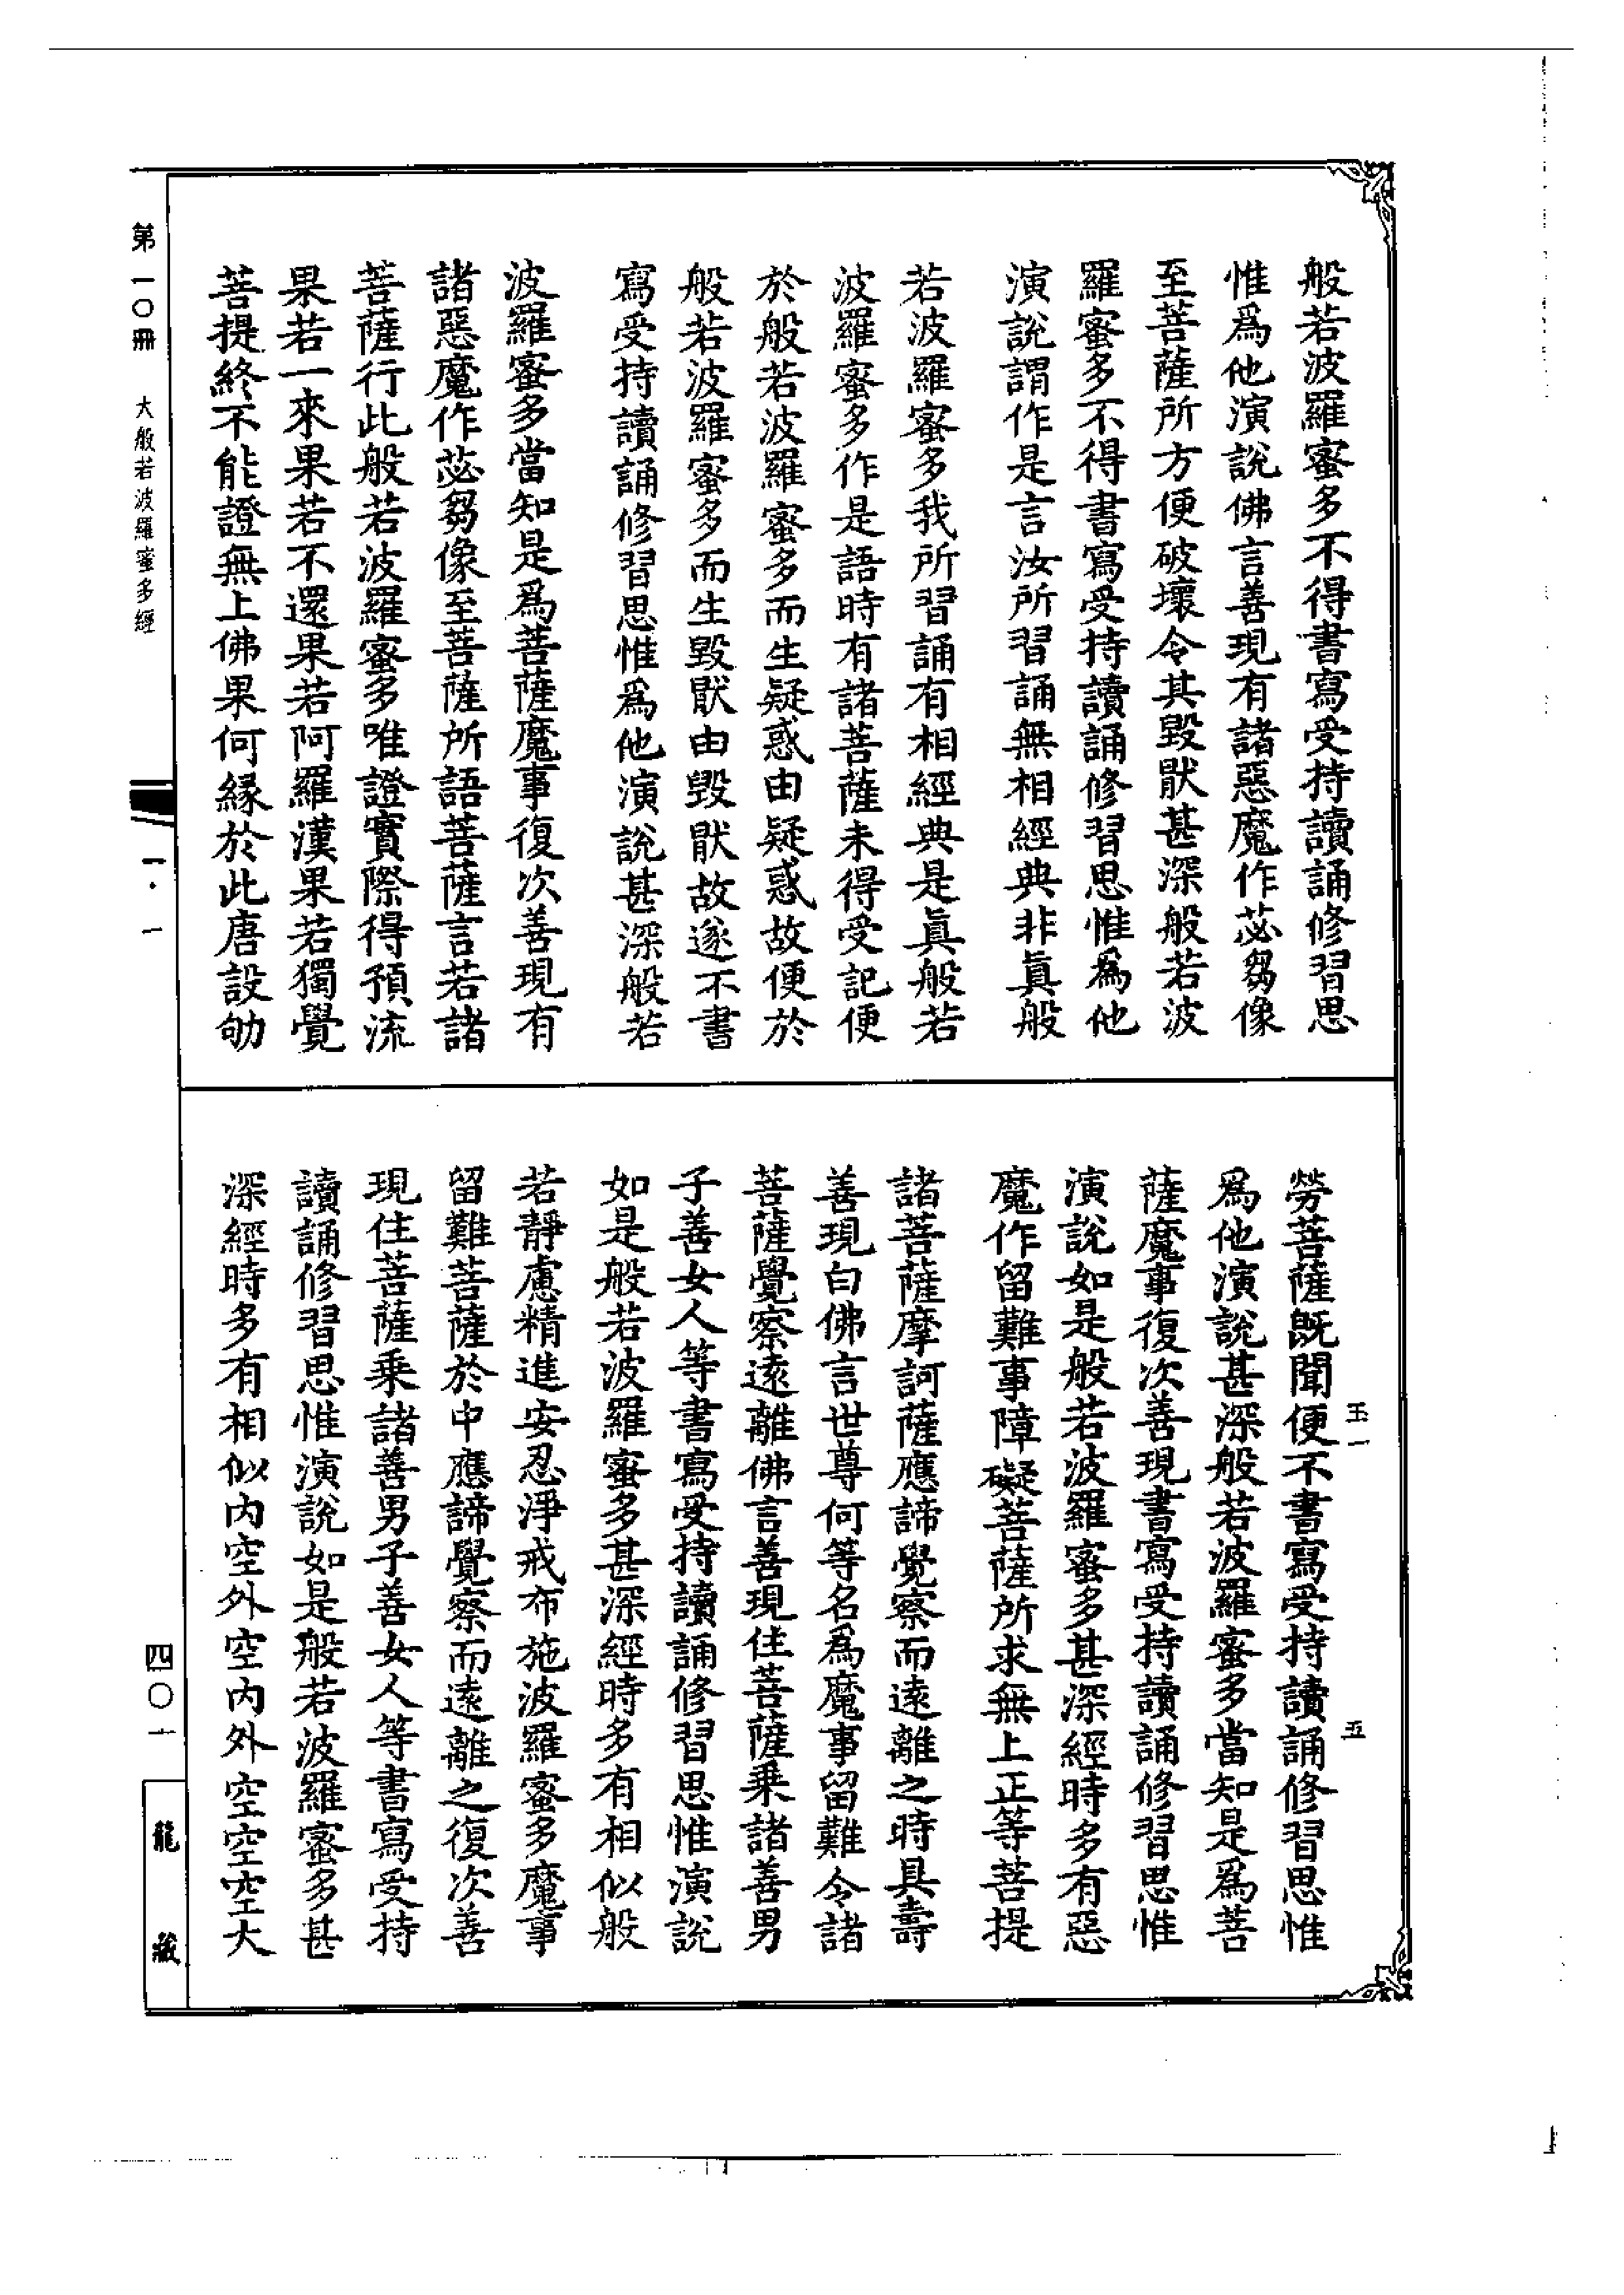 般若波羅蜜多不得書寫受持讀誦修習思
惟爲他演說佛言善現有諸惡魔作苾芻像
至菩薩所方便破壞令其毀猒甚深般若波
羅蜜多不得書寫受持讀誦修習思惟爲他
演說謂作是言汝所習誦無相經典非眞般
若波羅蜜多我所習誦有相經典是眞般若
波羅蜜多作是語時有諸菩薩未得受記便
於般若波羅蜜多而生疑惑由疑惑故便於
般若波羅蜜多而生毀猒由毀猒故遂不書
寫受持讀誦修習思惟爲他演說甚深般若
波羅蜜多當知是爲菩薩魔事復次善現有
諸惡魔作苾芻像至菩薩所語菩薩言若諸
菩薩行此般若波羅蜜多唯證實際得預流
果若一來果若不還果若阿羅漢果若獨覺
菩提終不能證無上佛果何緣於此唐設劬
勞菩薩既聞便不書寫受持讀誦修習思惟
爲他演說甚深般若波羅蜜多當知是爲菩
薩魔事復次善現書寫受持讀誦修習思惟
演說如是般若波羅蜜多甚深經時多有惡
魔作留難事障礙菩薩所求無上正等菩提
諸菩薩摩訶薩應諦覺察而遠離之時具壽
善現白佛言世尊何等名爲魔事留難令諸
菩薩覺察遠離佛言善現住菩薩乘諸善男
子善女人等書寫受持讀誦修習思惟演說
如是般若波羅蜜多甚深經時多有相似般
若靜慮精進安忍淨戒布施波羅蜜多魔事
留難菩薩於中應諦覺察而遠離之復次善
現住菩薩乘諸善男子善女人等書寫受持
讀誦修習思惟演說如是般若波羅蜜多甚
深經時多有相似內空外空內外空空空大
玉一
五
第一〇冊
大般若波羅蜜多經
一·一
四〇一
龍藏